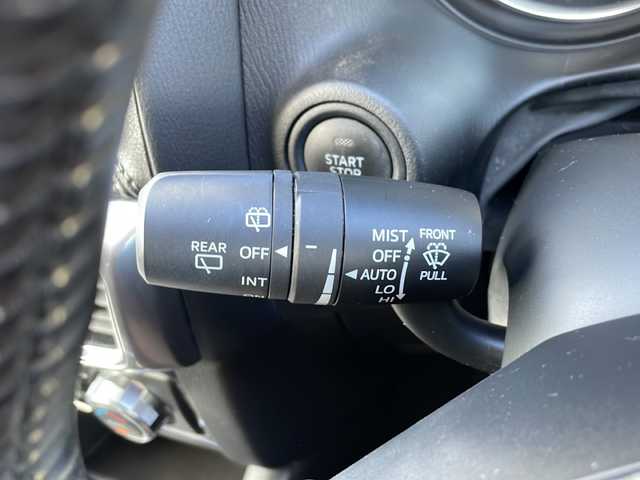 START
STOP
REAR
OFF
INT
MIST
OFF
AUTO
LO
HI
FRONT
PULL